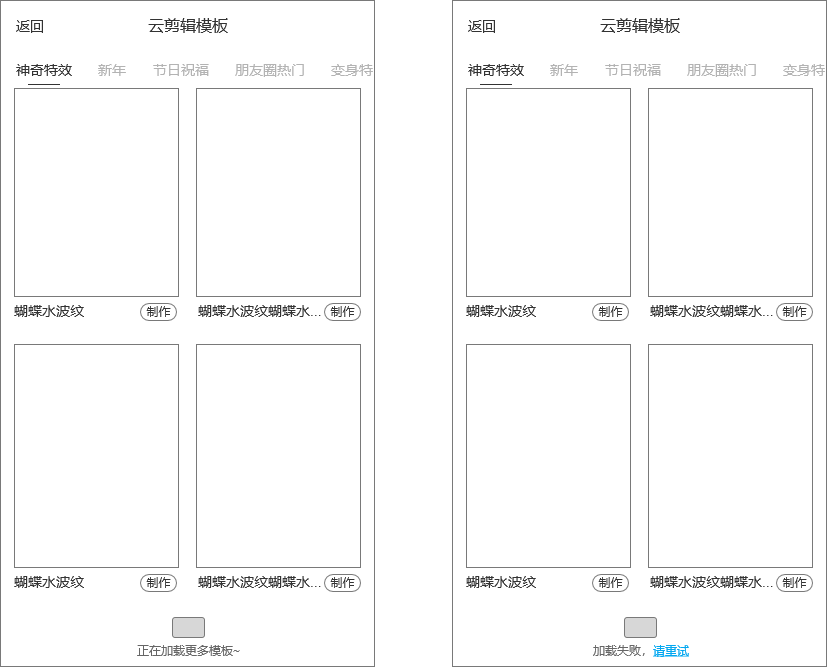 返回 云剪辑模板
神奇特效 新年 节日祝福 朋友圈热门 变身特
蝴蝶水波纹 制作 蝴蝶水波纹蝴蝶水... 制作
蝴蝶水波纹 制作 蝴蝶水波纹蝴蝶水... 制作
正在加载更多模板~
返回 云剪辑模板
神奇特效 新年 节日祝福 朋友圈热门 变身特
蝴蝶水波纹 制作 蝴蝶水波纹蝴蝶水... 制作
蝴蝶水波纹 制作 蝴蝶水波纹蝴蝶水... 制作
加载失败，请重试